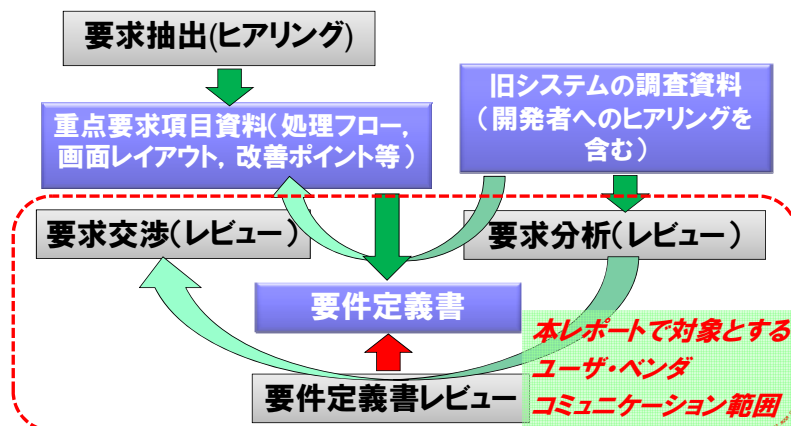 要求抽出(ヒアリング)
旧システムの調査資料
(開発者へのヒアリングを
含む)
重点要求項目資料(処理フロー,
画面レイアウト, 改善ポイント等)
要求交渉(レビュー)
要求分析(レビュー)
要件定義書
本レポートで対象とする
ユーザ・ベンダ
コミュニケーション範囲
要件定義書レビュー